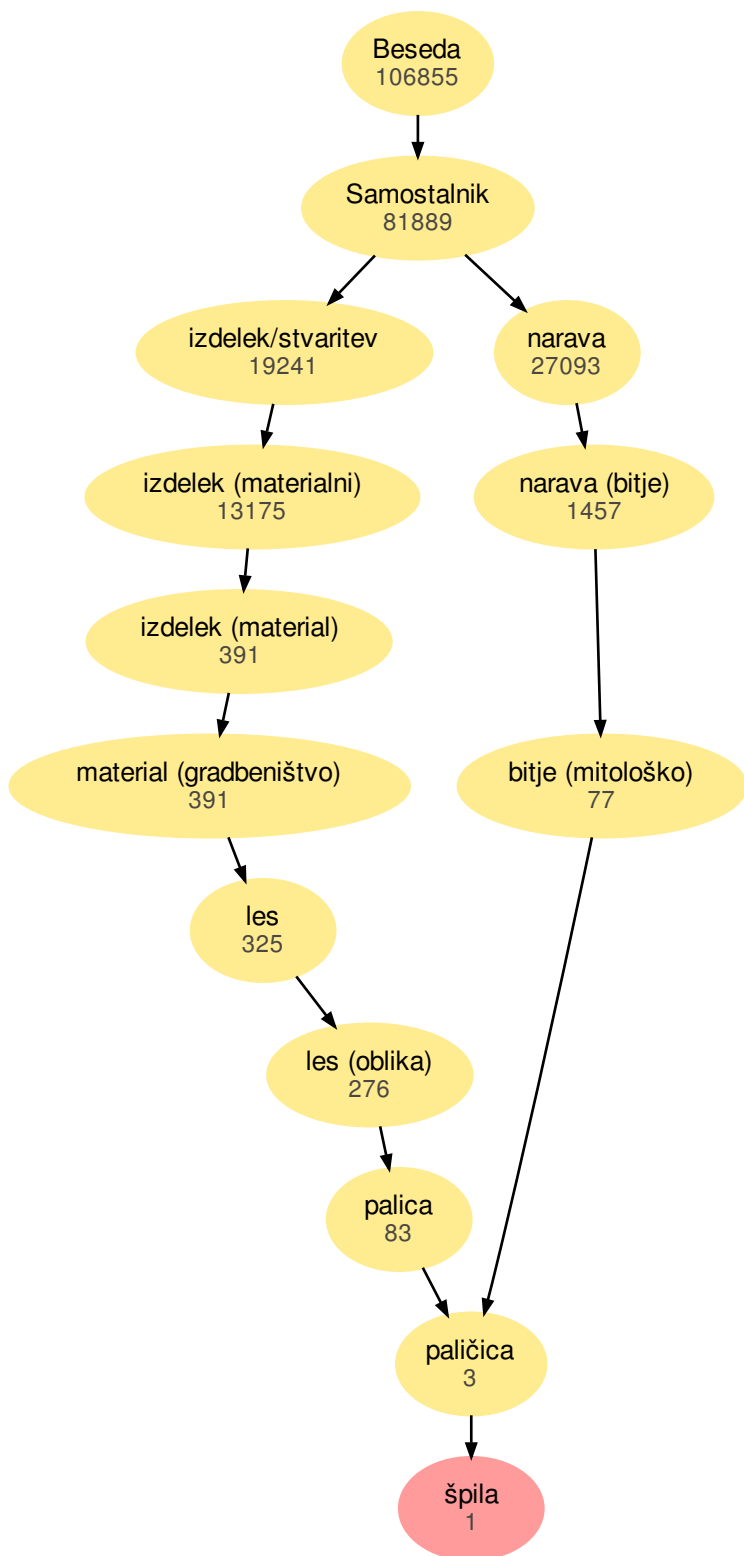 Beseda
106855
Samostalnik
81889
izdelek/stvaritev
19241
narava
27093
izdelek (materialni)
13175
narava (bitje)
1457
izdelek (material)
391
material (gradbeništvo)
391
bitje (mitološko)
77
les
325
les (oblika)
276
palica
83
paličica
3
špila
1